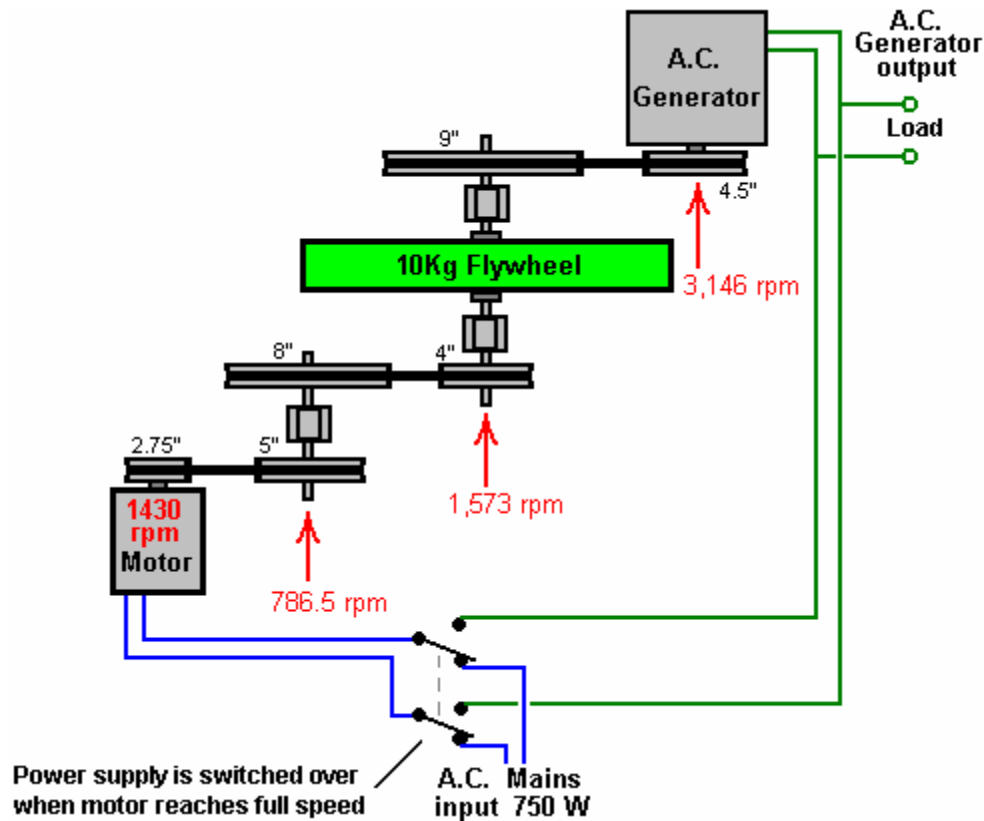 A.C.
Generator
output
A.C.
Generator
Load
9"
4.5"
10Kg Flywheel
3,146 rpm
8"
4"
2.75"
5"
1,573 rpm
1430
rpm
Motor
786.5 rpm
Power supply is switched over
when motor reaches full speed
A.C. Mains
input 750 W